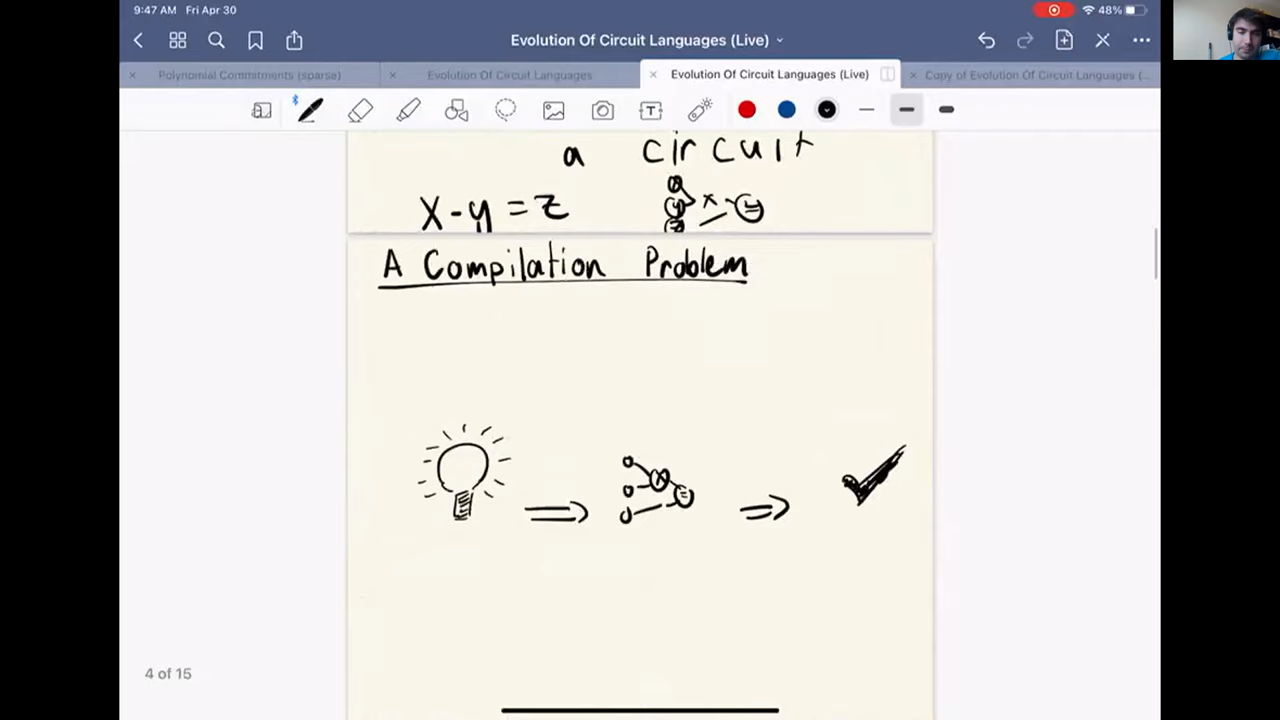 9:47 AM Fri Apr 30
48%
Evolution Of Circuit Languages (Live)
Polynomial Commitments (sparse)
Evolution Of Circuit Languages
Evolution Of Circuit Languages (Live)
Copy of Evolution Of Circuit Languages (...
a circuit
x - y = z
A Compilation Problem
4 of 15